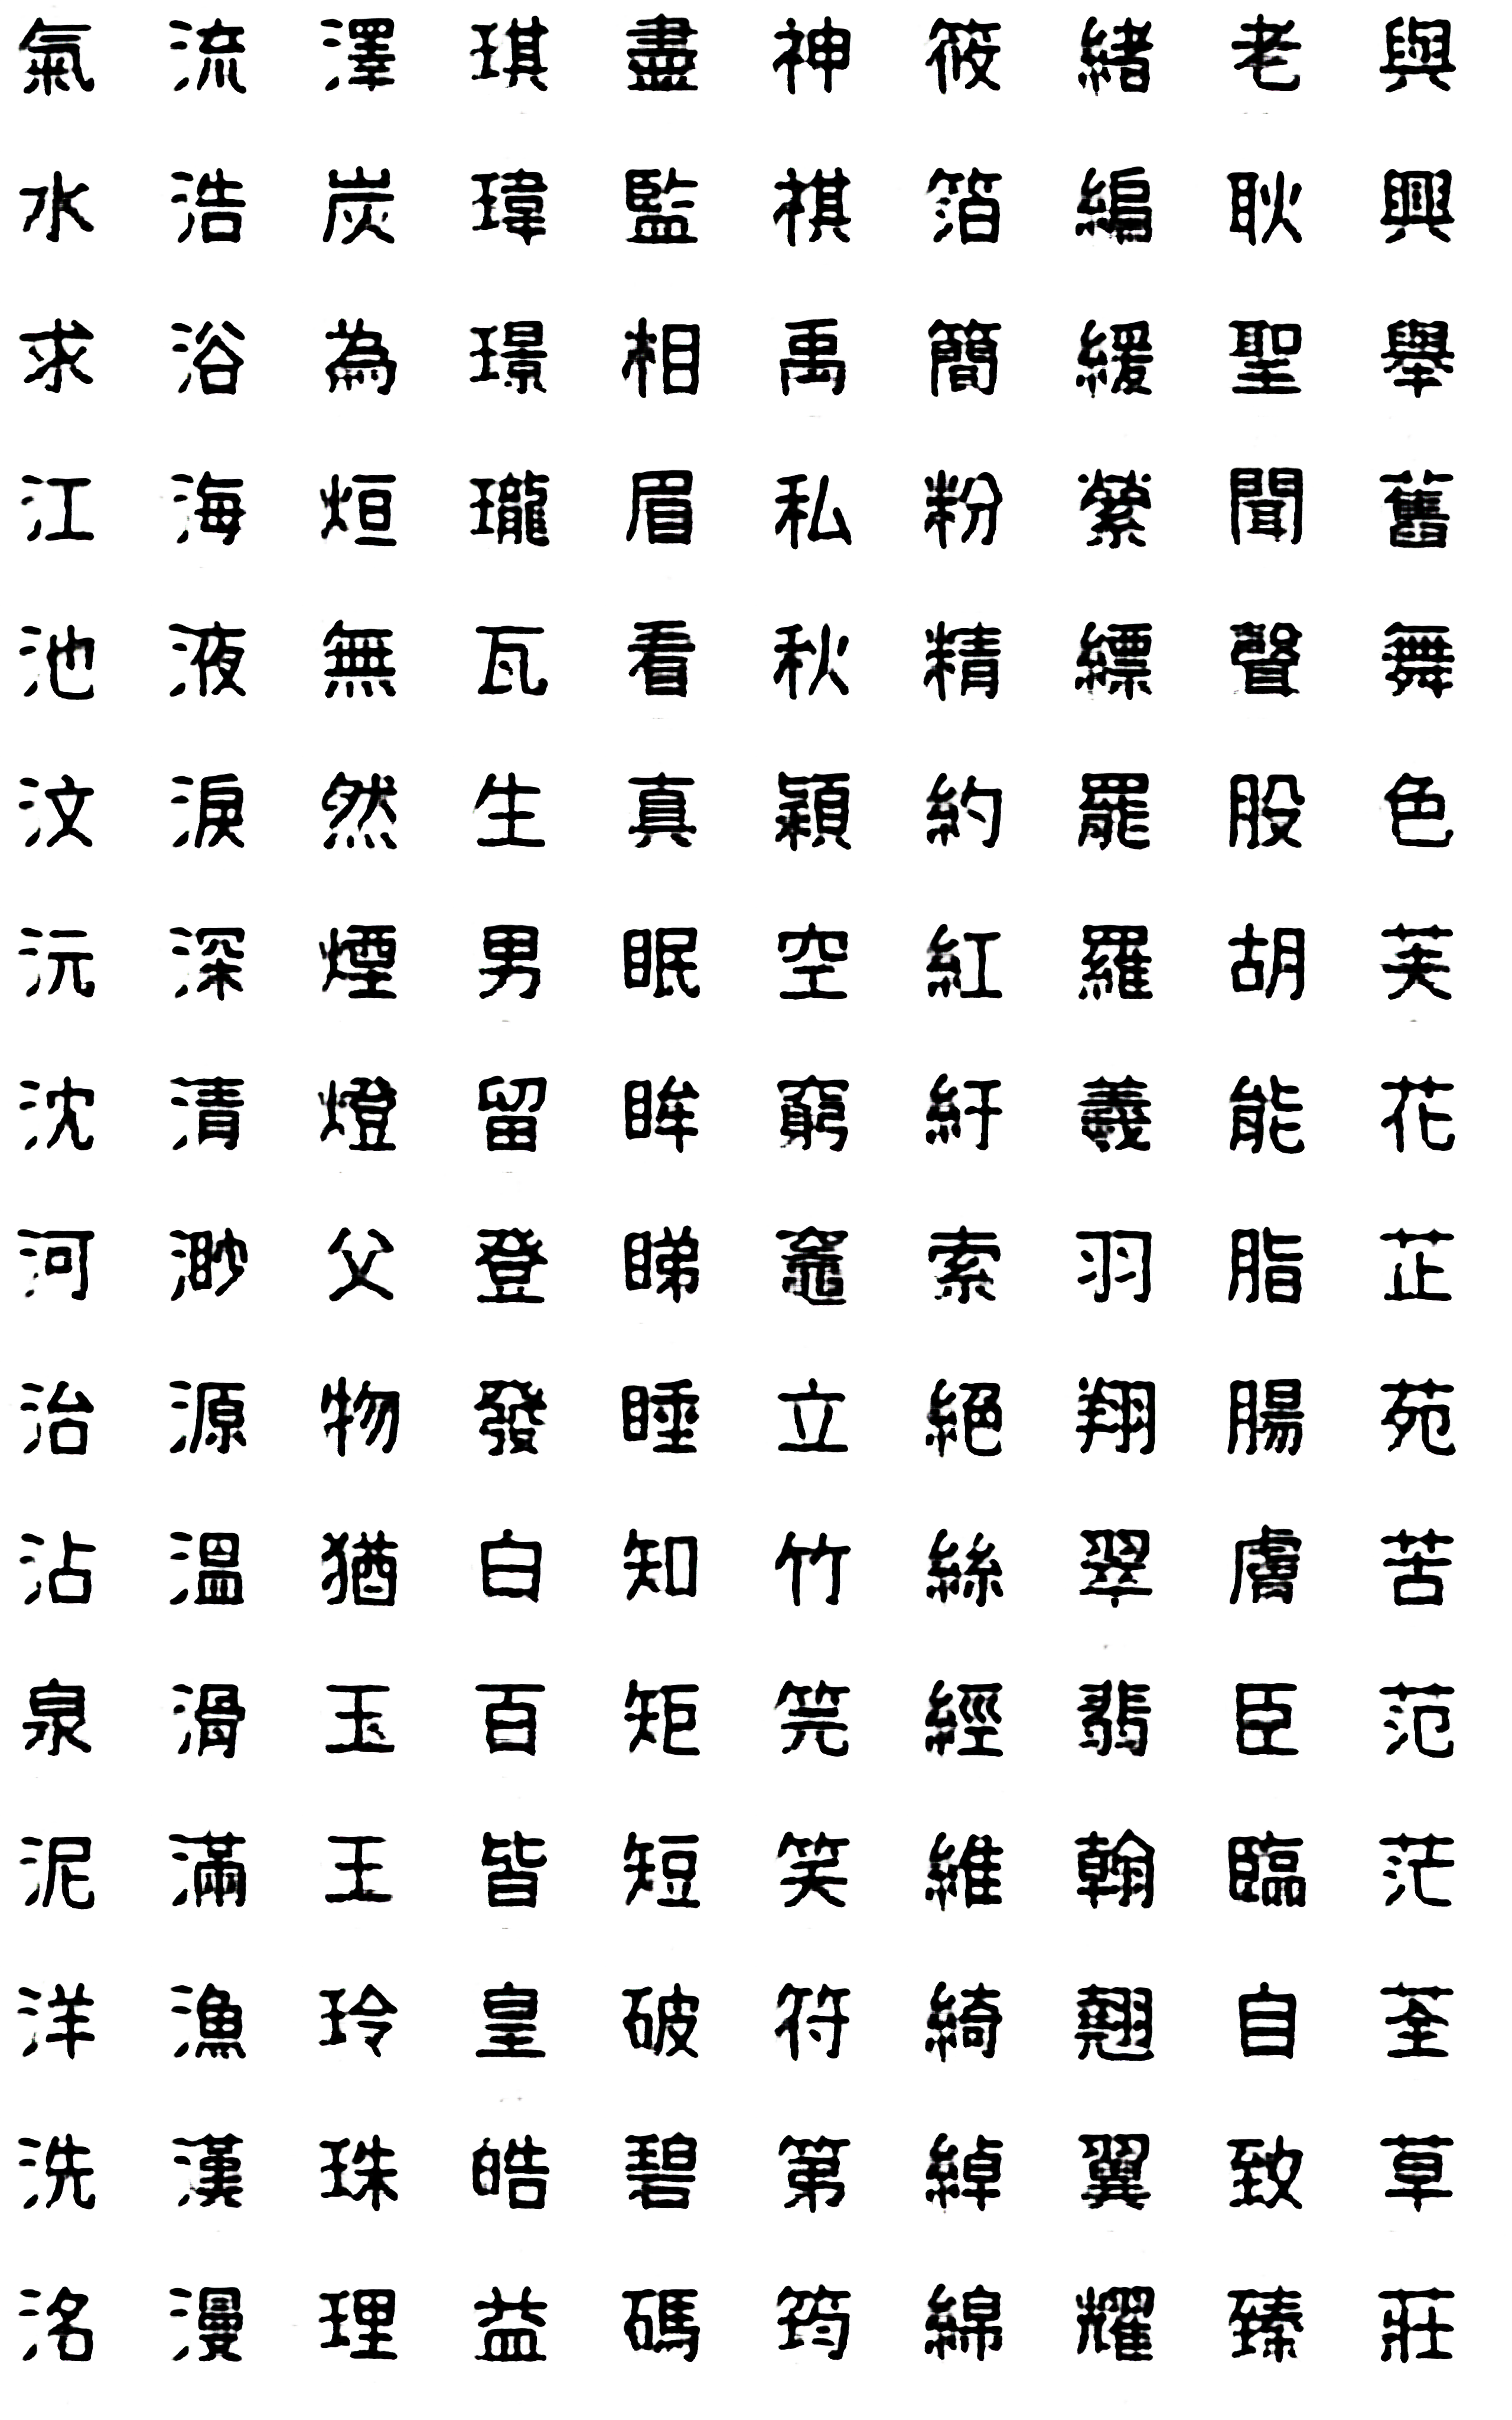 氣流澤琪盡神筱緒老與
水浩炭瑋監祺箔編耿興
求浴為璟相禹簡緩聖舉
江海烜瓏眉私粉縈聞舊
池液無瓦看秋精縹聲舞
汶淚然生真穎約罷股色
沅深煙男眠空紅羅胡芙
沈清燈留眸窮紆羲能花
河渺父登睇竈索羽脂芷
治源物發睡立絕翔腸苑
沾溫猶白知竹絲翠膚苦
泉滑玉百矩筦經翡臣范
泥滿王皆短笑維翰臨茫
洋漁玲皇破符綺翹自荃
洗漢珠皓碧第綽翼致草
洺漫理益碼筠綿耀臻莊